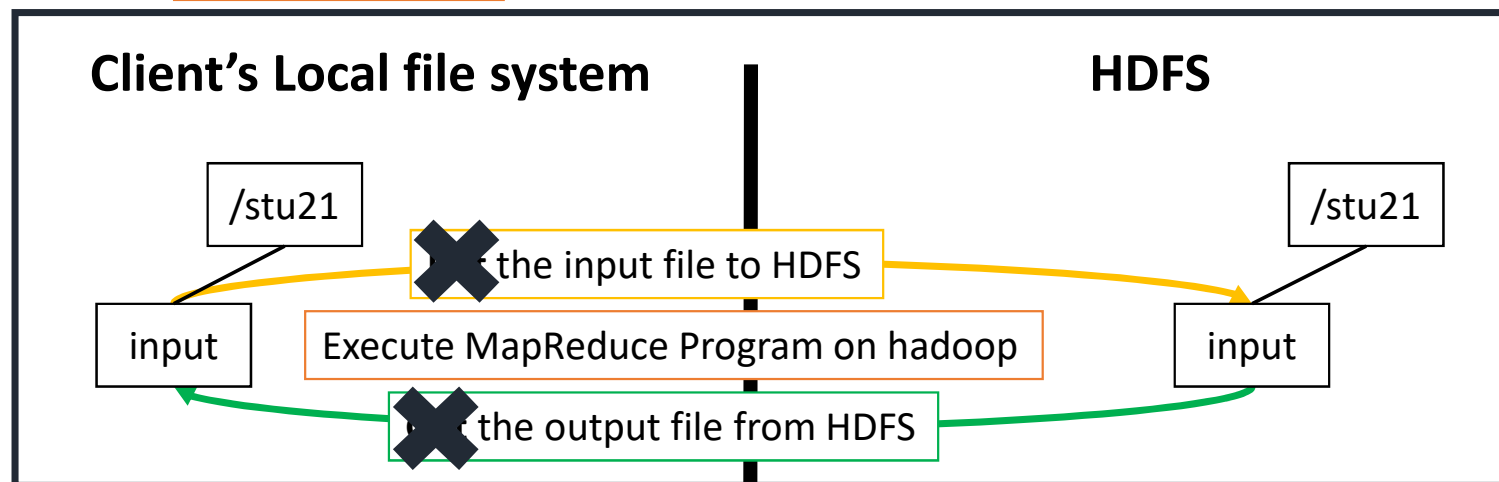 Client's Local file system
HDFS
/stu21
/stu21
the input file to HDFS
input
Execute MapReduce Program on hadoop
input
the output file from HDFS